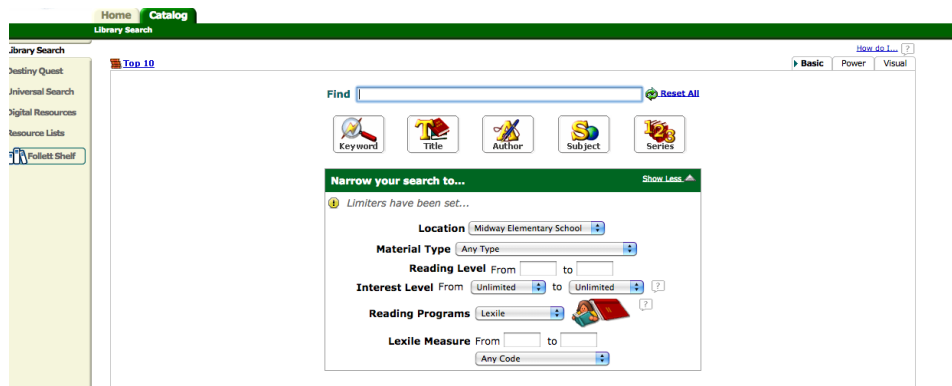 Home Catalog
Library Search
Library Search
Destiny Quest
Universal Search
Digital Resources
Resource Lists
Follett Shelf
How do I... ?
Top 10
Basic Power Visual
Find Reset All
Keyword Title Author Subject Series
Narrow your search to... Show Less
! Limiters have been set...
Location Midway Elementary School
Material Type Any Type
Reading Level From to
Interest Level From Unlimited to Unlimited ?
Reading Programs Lexile ?
Lexile Measure From to
Any Code